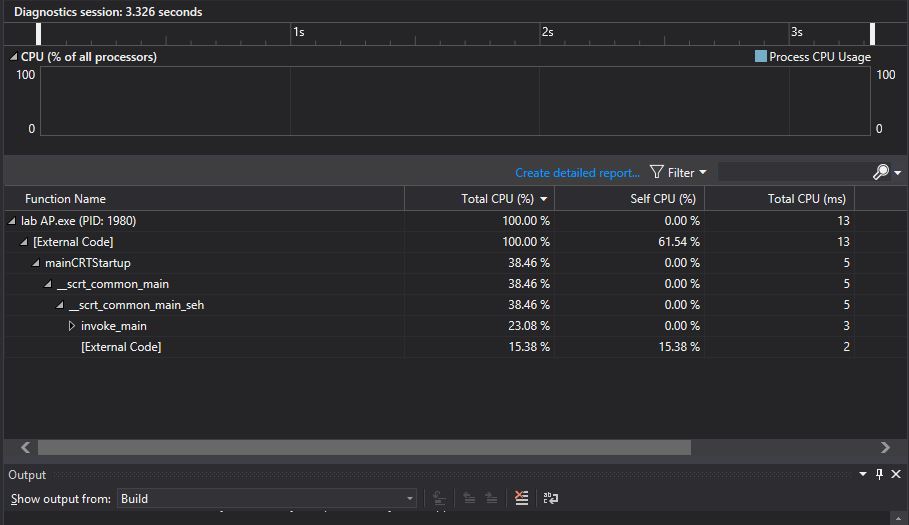 Diagnostics session: 3.326 seconds
1s 2s 3s
CPU (% of all processors) Process CPU Usage
100 100
0 0
Create detailed report... Filter
Function Name Total CPU (%) Self CPU (%) Total CPU (ms)
lab AP.exe (PID: 1980) 100.00 % 0.00 % 13
[External Code] 100.00 % 61.54 % 13
mainCRTStartup 38.46 % 0.00 % 5
__scrt_common_main 38.46 % 0.00 % 5
__scrt_common_main_seh 38.46 % 0.00 % 5
invoke_main 23.08 % 0.00 % 3
[External Code] 15.38 % 15.38 % 2
Output
Show output from: Build